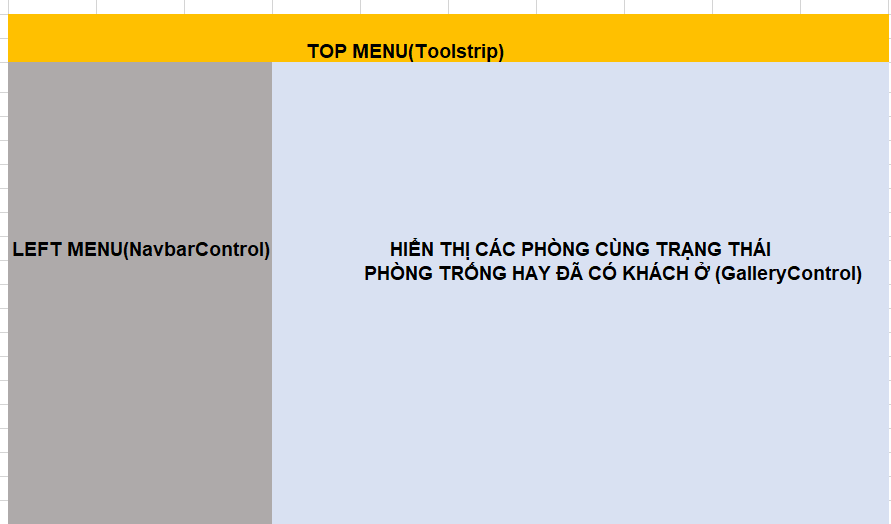 TOP MENU(Toolstrip)
LEFT MENU(NavbarControl)
HIỂN THỊ CÁC PHÒNG CÙNG TRẠNG THÁI
PHÒNG TRỐNG HAY ĐÃ CÓ KHÁCH Ở (GalleryControl)